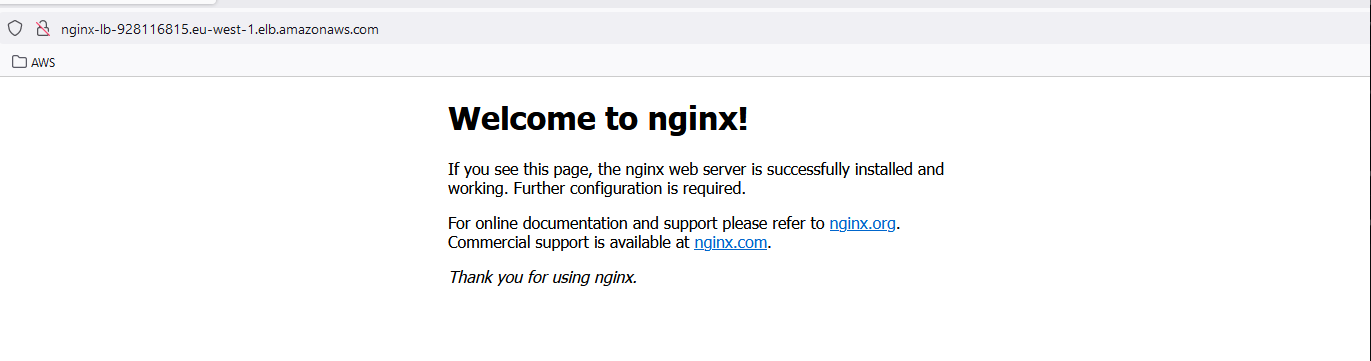 nginx-lb-928116815.eu-west-1.elb.amazonaws.com
AWS
Welcome to nginx!
If you see this page, the nginx web server is successfully installed and
working. Further configuration is required.
For online documentation and support please refer to nginx.org.
Commercial support is available at nginx.com.
Thank you for using nginx.